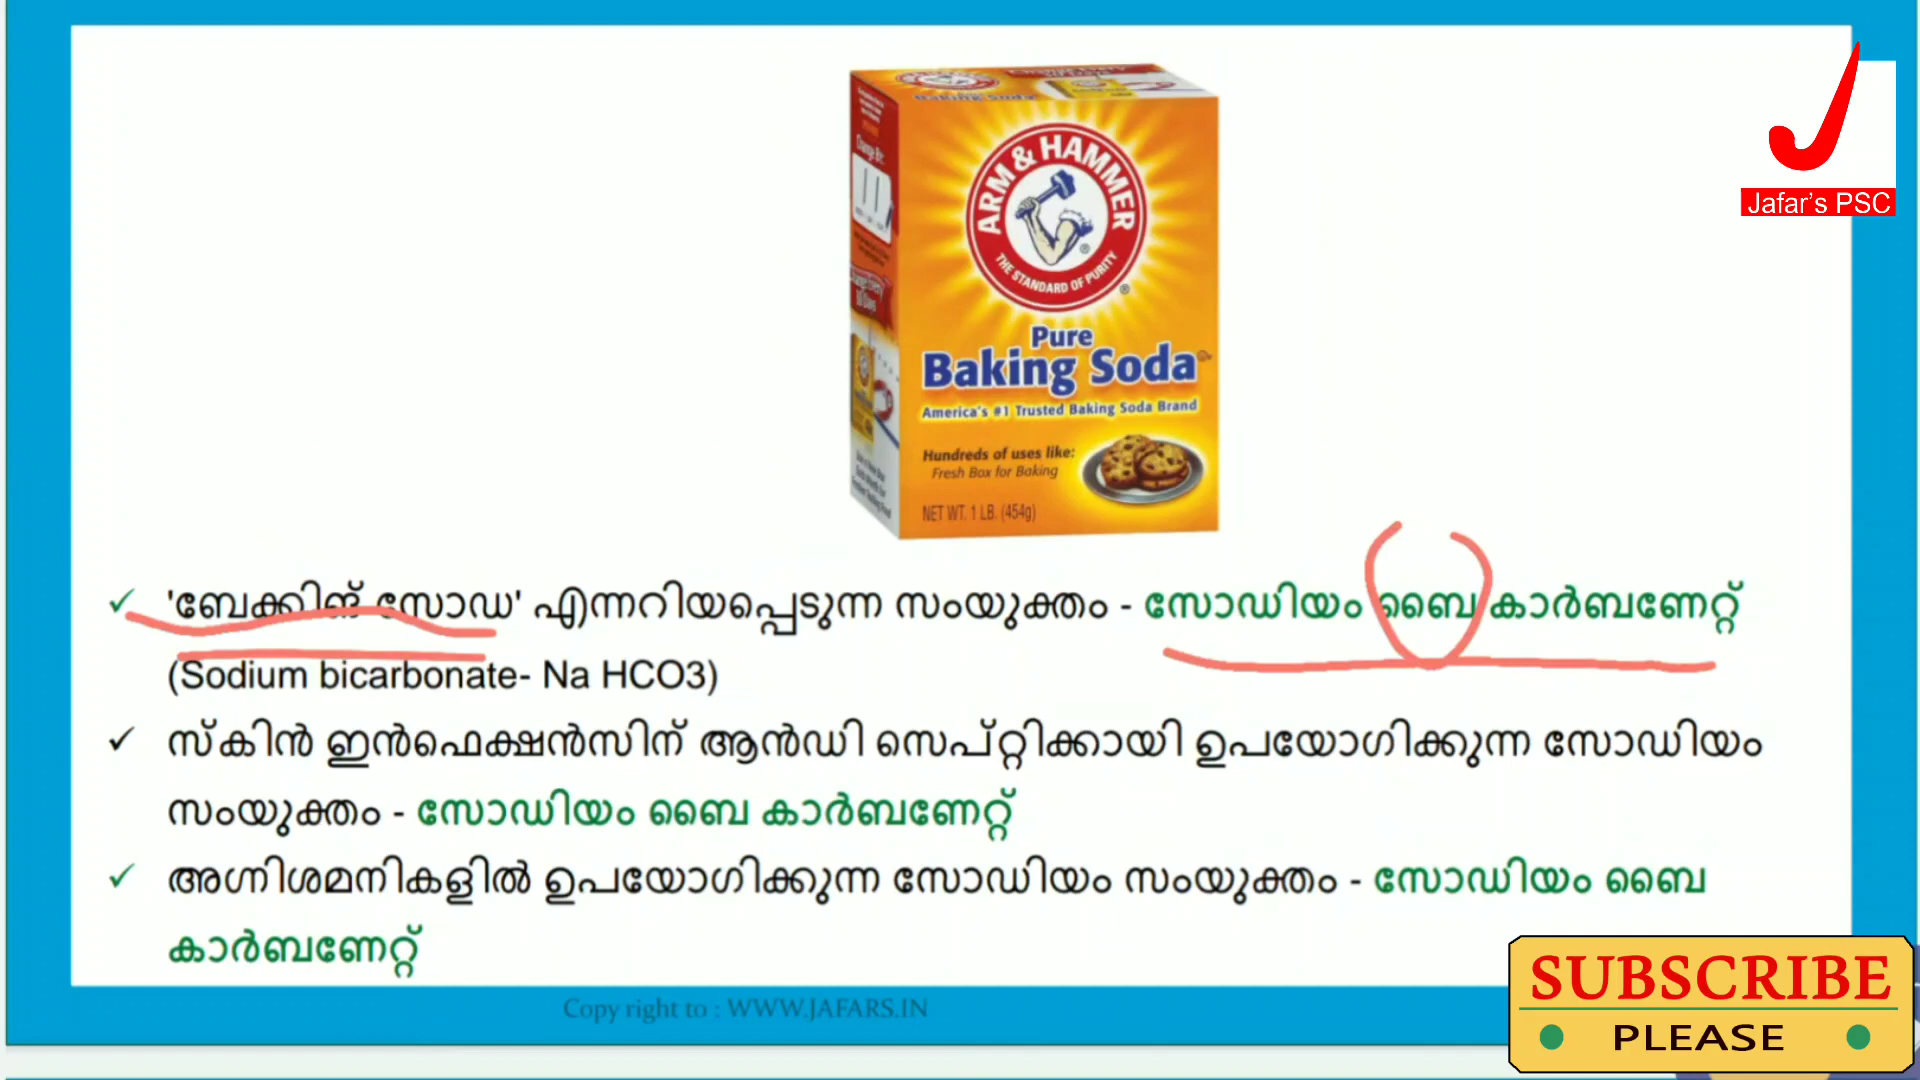 Baking Soda
ARM & HAMMER
THE STANDARD OF PURITY
Pure
Baking Soda
America's #1 Trusted Baking Soda Brand
Hundreds of uses like:
Fresh Box for Baking
NET WT. 1 LB. (454g)
Jafar's PSC
'ബേക്കിങ് സോഡ' എന്നറിയപ്പെടുന്ന സംയുക്തം - സോഡിയം ബൈ കാർബണേറ്റ്
(Sodium bicarbonate- Na HCO3)
സ്കിൻ ഇൻഫെക്ഷൻസിന് ആൻഡി സെപ്റ്റിക്കായി ഉപയോഗിക്കുന്ന സോഡിയം
സംയുക്തം - സോഡിയം ബൈ കാർബണേറ്റ്
അഗ്നിശമനികളിൽ ഉപയോഗിക്കുന്ന സോഡിയം സംയുക്തം - സോഡിയം ബൈ
കാർബണേറ്റ്
Copy right to : WWW.JAFARS.IN
SUBSCRIBE
PLEASE